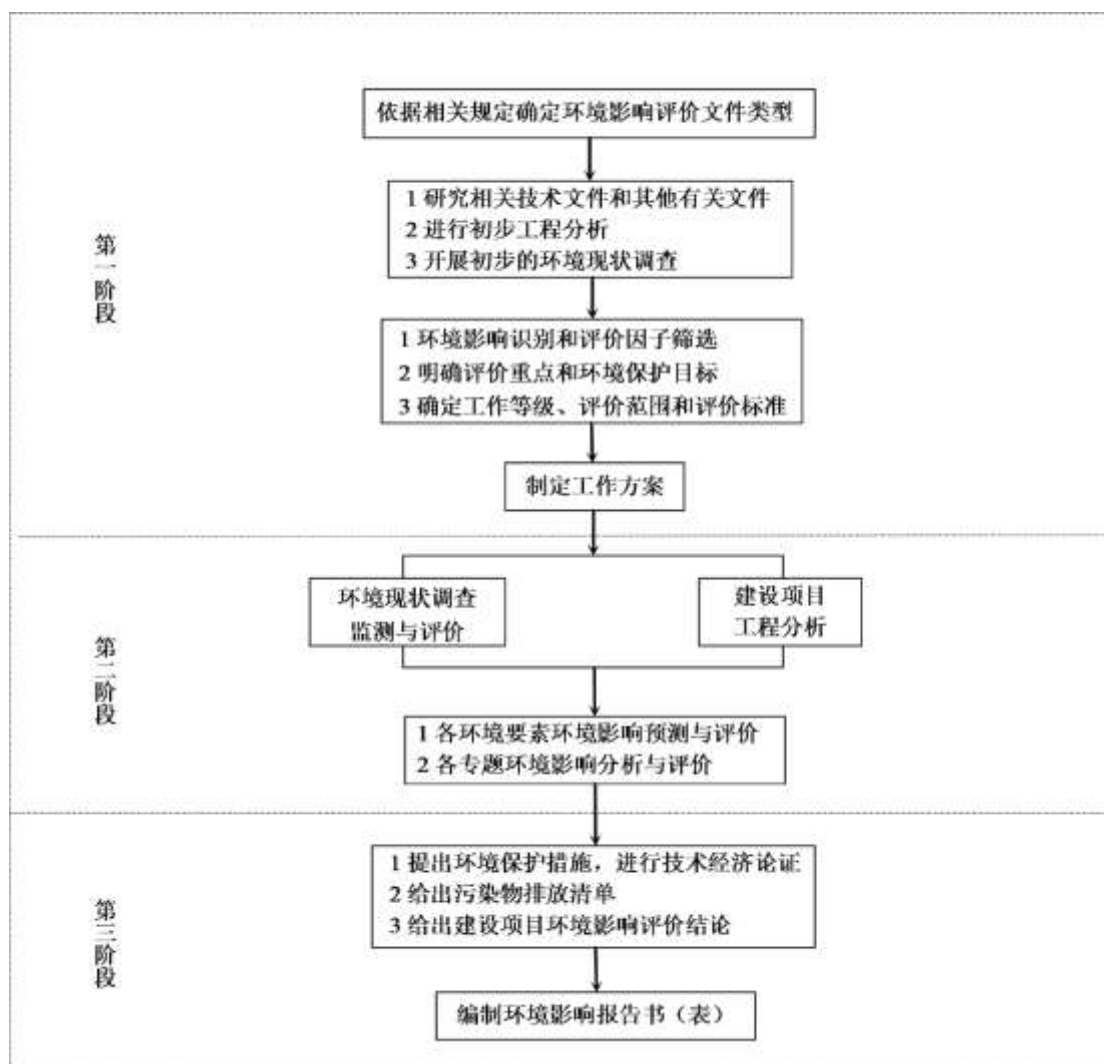 依据相关规定确定环境影响评价文件类型
1 研究相关技术文件和其他有关文件
2 进行初步工程分析
3 开展初步的环境现状调查
第一阶段
1 环境影响识别和评价因子筛选
2 明确评价重点和环境保护目标
3 确定工作等级、评价范围和评价标准
制定工作方案
环境现状调查
监测与评价
建设项目
工程分析
第二阶段
1 各环境要素环境影响预测与评价
2 各专题环境影响分析与评价
1 提出环境保护措施，进行技术经济论证
2 给出污染物排放清单
3 给出建设项目环境影响评价结论
第三阶段
编制环境影响报告书（表）